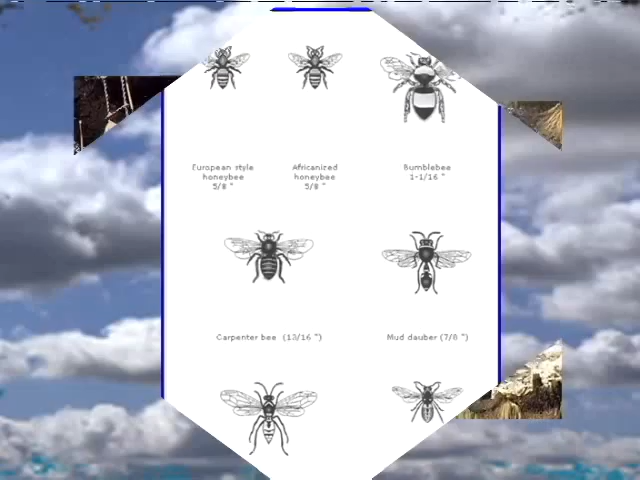 European style
honeybee
5/8 "
Africanized
honeybee
5/8 "
Bumblebee
1-1/16 "
Carpenter bee (13/16 ")
Mud dauber (7/8 ")